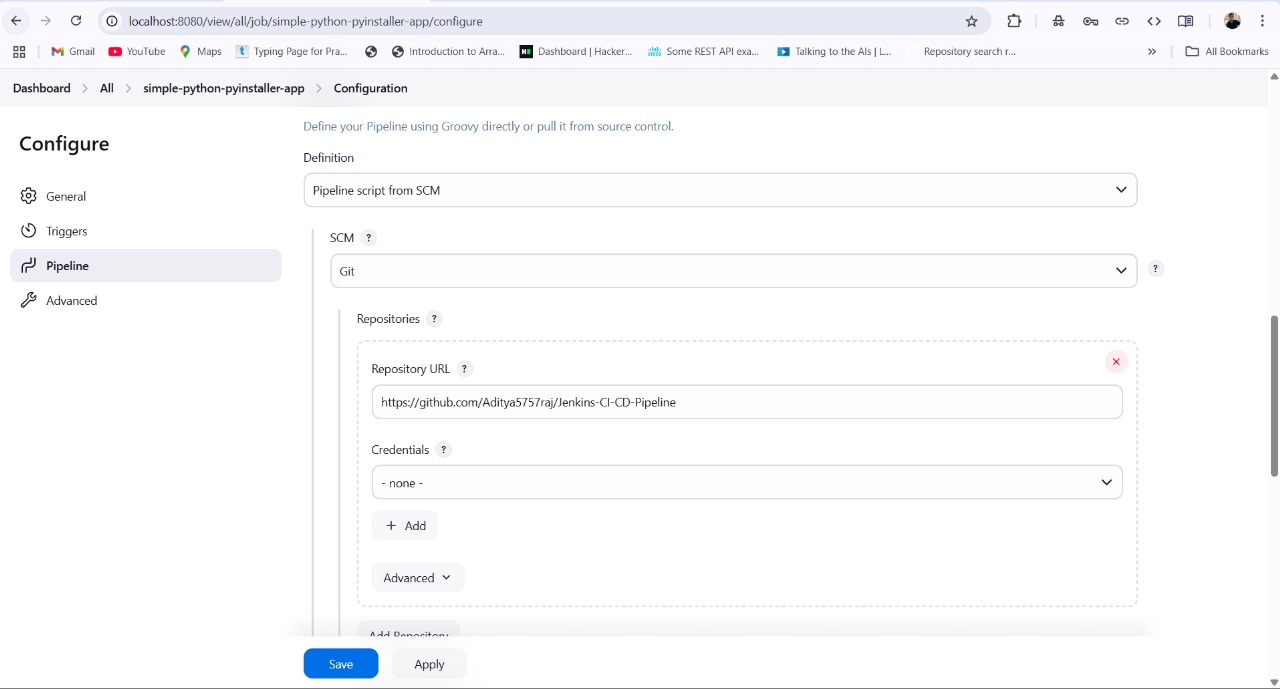 localhost:8080/view/all/job/simple-python-pyinstaller-app/configure
Gmail YouTube Maps Typing Page for Pra... Introduction to Arra... Dashboard | Hacker... Some REST API exa... Talking to the AIs | L... Repository search r... » All Bookmarks
Dashboard > All > simple-python-pyinstaller-app > Configuration
Configure
General
Triggers
Pipeline
Advanced
Define your Pipeline using Groovy directly or pull it from source control.
Definition
Pipeline script from SCM
SCM ?
Git
?
Repositories ?
Repository URL ?
https://github.com/Aditya5757raj/Jenkins-CI-CD-Pipeline
Credentials ?
- none -
+ Add
Advanced
Add Repository
Save Apply